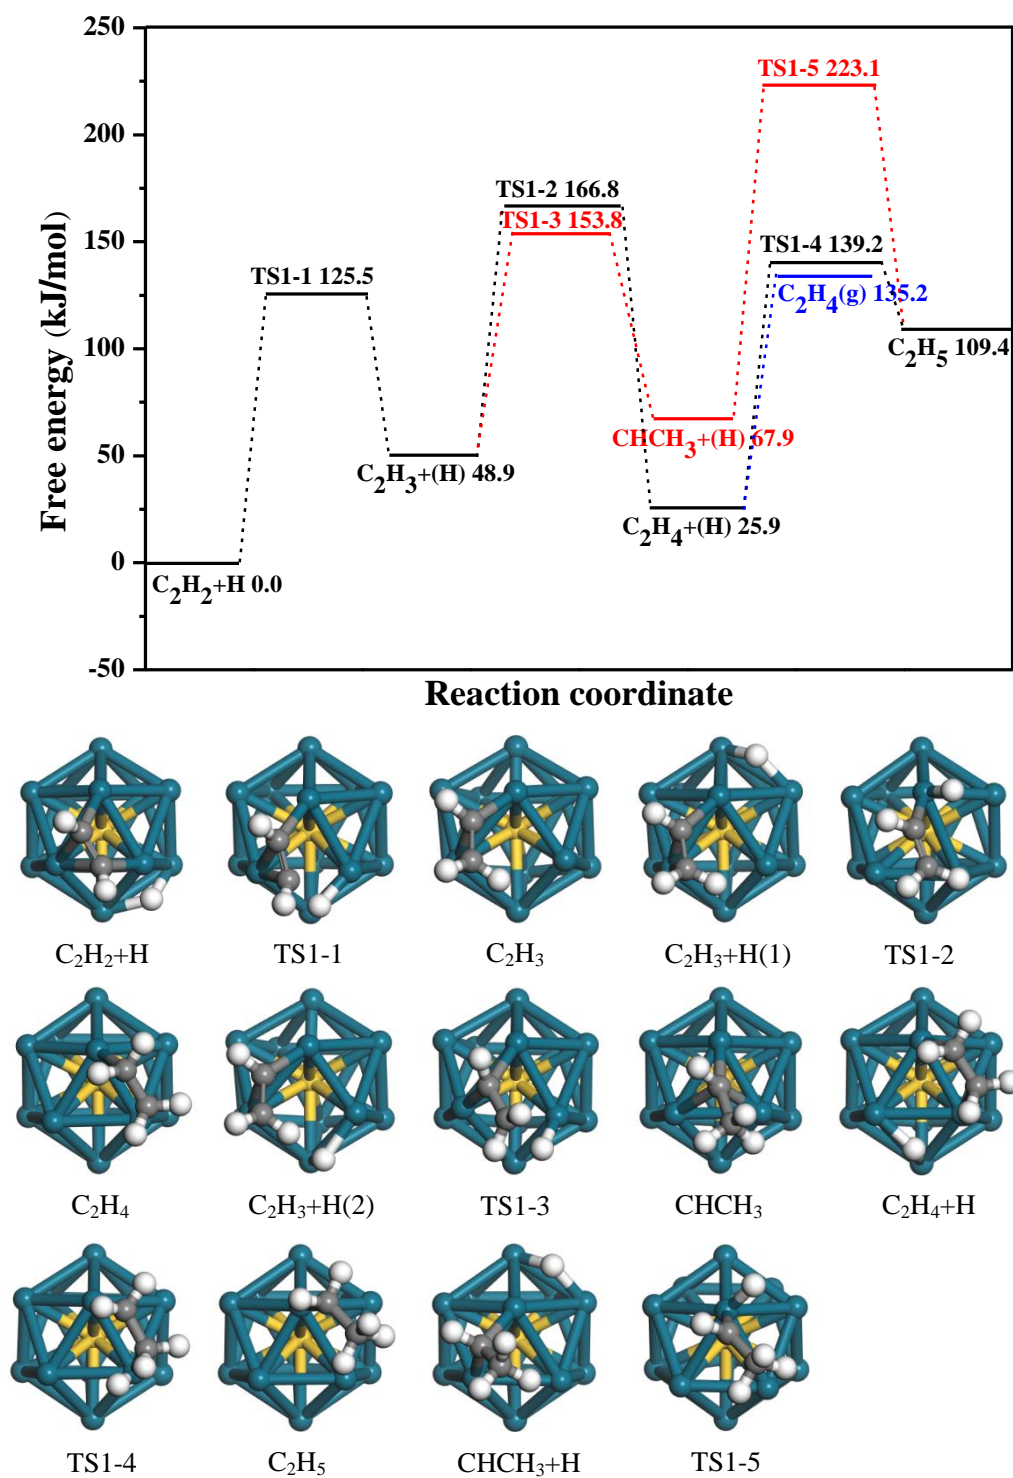 250
200
150
100
50
0
-50
Free energy (kJ/mol)
TS1-5 223.1
TS1-2 166.8
TS1-3 153.8
TS1-4 139.2
C₂H₄(g) 135.2
TS1-1 125.5
C₂H₅ 109.4
CHCH₃+(H) 67.9
C₂H₃+(H) 48.9
C₂H₄+(H) 25.9
C₂H₂+H 0.0
Reaction coordinate
C₂H₂+H TS1-1 C₂H₃ C₂H₃+H(1) TS1-2
C₂H₄ C₂H₃+H(2) TS1-3 CHCH₃ C₂H₄+H
TS1-4 C₂H₅ CHCH₃+H TS1-5